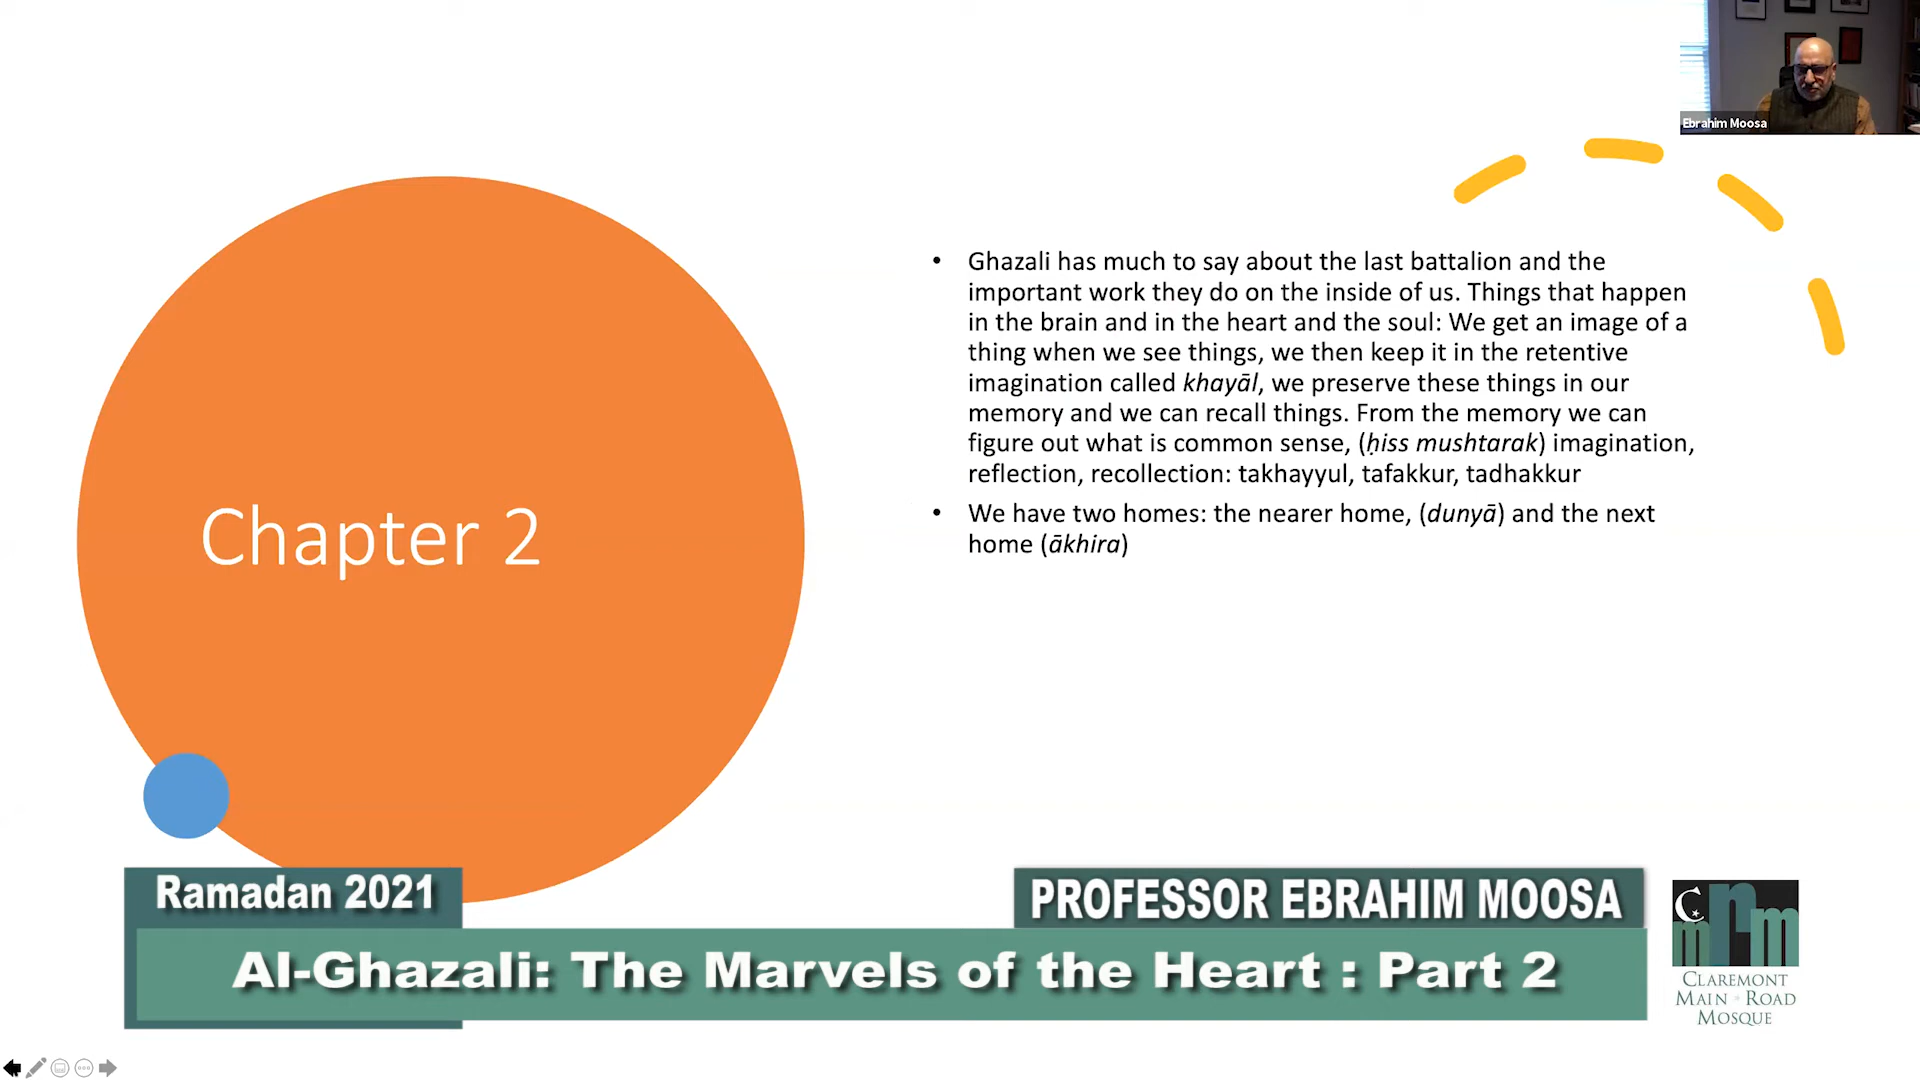 Ebrahim Moosa
Chapter 2
• Ghazali has much to say about the last battalion and the
important work they do on the inside of us. Things that happen
in the brain and in the heart and the soul: We get an image of a
thing when we see things, we then keep it in the retentive
imagination called khayāl, we preserve these things in our
memory and we can recall things. From the memory we can
figure out what is common sense, (ḥiss mushtarak) imagination,
reflection, recollection: takhayyul, tafakkur, tadhakkur
• We have two homes: the nearer home, (dunyā) and the next
home (ākhira)
Ramadan 2021
PROFESSOR EBRAHIM MOOSA
Al-Ghazali: The Marvels of the Heart : Part 2
cmrm
CLAREMONT
MAIN ROAD
MOSQUE